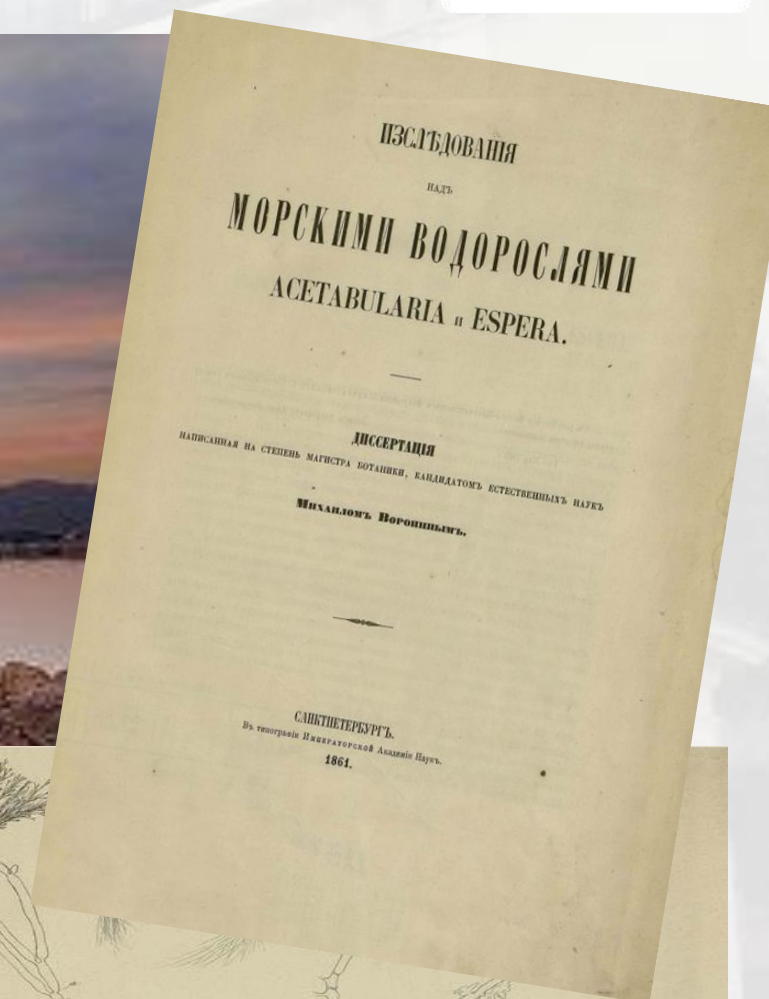 ИЗСЛѢДОВАНІЯ
НАДЪ
МОРСКИМИ ВОДОРОСЛЯМИ
ACETABULARIA и ESPERA.
ДИССЕРТАЦІЯ
НАПИСАННАЯ НА СТЕПЕНЬ МАГИСТРА БОТАНИКИ, КАНДИДАТОМЪ ЕСТЕСТВЕННЫХЪ НАУКЪ
Михаиломъ Воронинымъ.
САНКТПЕТЕРБУРГЪ.
Въ типографіи Императорской Академіи Наукъ.
1861.